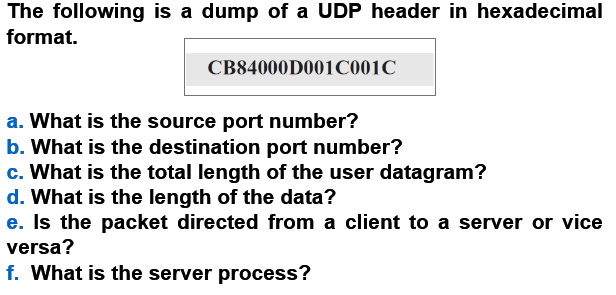 The following is a dump of a UDP header in hexadecimal
format.
CB84000D001C001C
a. What is the source port number?
b. What is the destination port number?
c. What is the total length of the user datagram?
d. What is the length of the data?
e. Is the packet directed from a client to a server or vice
versa?
f. What is the server process?